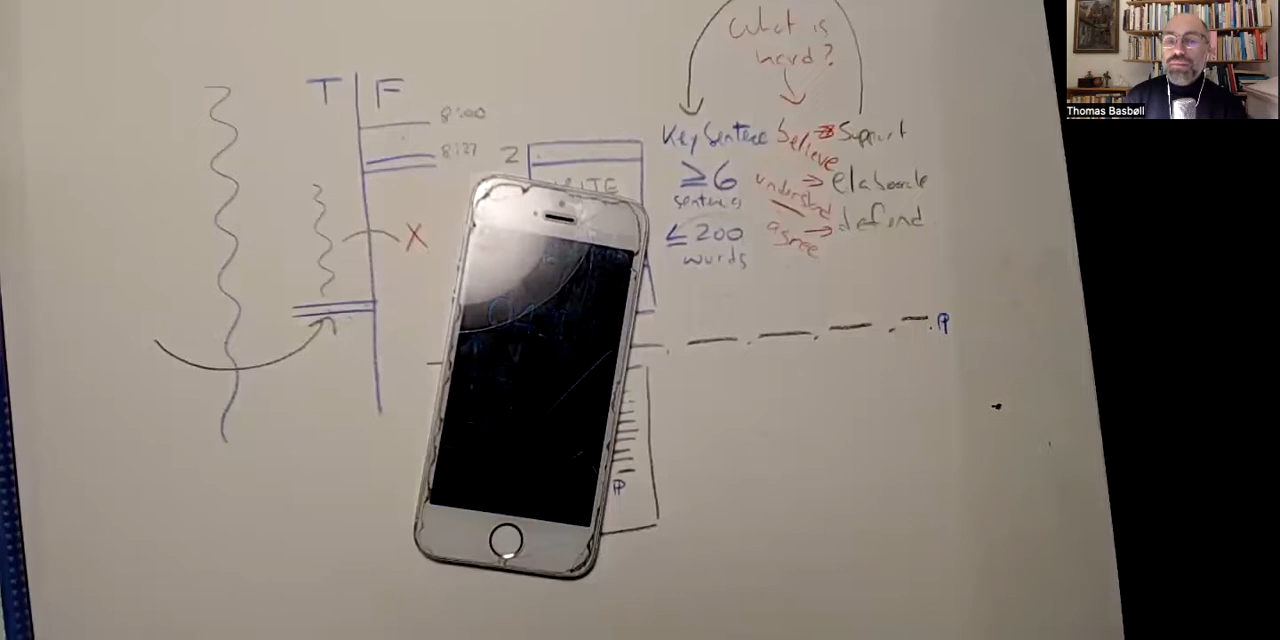 What is
hard?
T F
8:00
8:27
2
Key Sentence
≥6
sentences
≤ 200
words
believe → Support
understand → elaborate
agree → defend
X
P
P
Thomas Basbøll